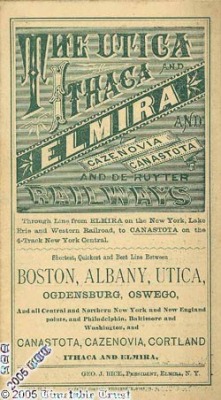 THE UTICA
AND
ITHACA
AND
ELMIRA
CAZENOVIA
CANASTOTA
AND DE RUYTER
RAILWAYS
Through Line from ELMIRA on the New York, Lake
Erie and Western Railroad, to CANASTOTA on the
4-Track New York Central.
Shortest, Quickest and Best Line Between
BOSTON, ALBANY, UTICA,
OGDENSBURG, OSWEGO,
And all Central and Northern New York and New England
points, and Philadelphia, Baltimore and
Washington, and
CANASTOTA, CAZENOVIA, CORTLAND
ITHACA AND ELMIRA,
GEO. J. RICE, PRESIDENT, ELMIRA, N. Y.
2005
© 2005